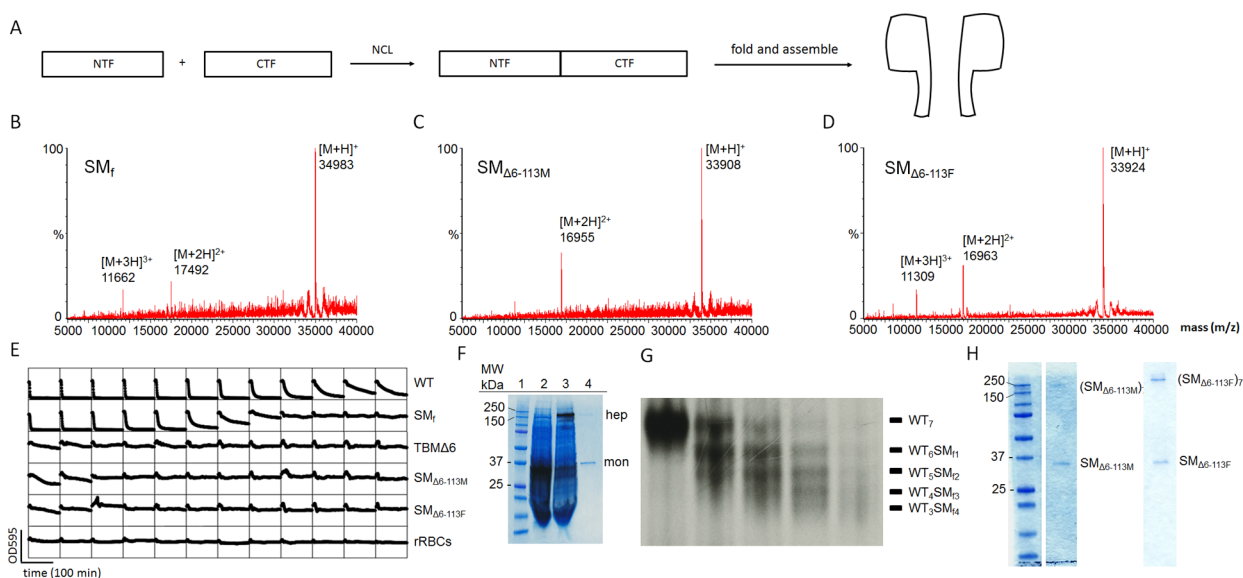 A
NTF
+
CTF
NCL
NTF
CTF
fold and assemble
B
100
SMf
[M+H]+
34983
%
[M+3H]3+
11662
[M+2H]2+
17492
0
5000 10000 15000 20000 25000 30000 35000 40000
C
100
SMΔ6-113M
[M+H]+
33908
%
[M+2H]2+
16955
0
5000 10000 15000 20000 25000 30000 35000 40000
D
100
SMΔ6-113F
[M+H]+
33924
%
[M+2H]2+
16963
[M+3H]3+
11309
0
5000 10000 15000 20000 25000 30000 35000 40000
mass (m/z)
E
WT
SMf
TBMΔ6
SMΔ6-113M
SMΔ6-113F
rRBCs
OD595
time (100 min)
F
MW
kDa
1 2 3 4
250
150
37
25
hep
mon
G
WT7
WT6SMf1
WT5SMf2
WT4SMf3
WT3SMf4
H
250
150
37
25
(SMΔ6-113M)7
SMΔ6-113M
(SMΔ6-113F)7
SMΔ6-113F